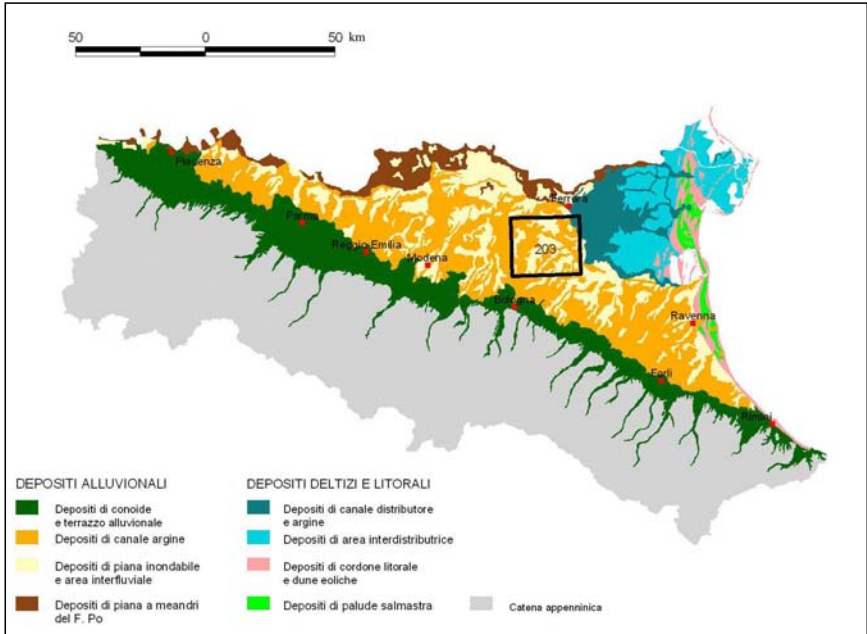 50 0 50 km
Piacenza
Ferrara
Parma
203
Reggio Emilia
Modena
Bologna
Ravenna
Forlì
Rimini
DEPOSITI ALLUVIONALI
Depositi di conoide
e terrazzo alluvionale
Depositi di canale argine
Depositi di piana inondabile
e area interfluviale
Depositi di piana a meandri
del F. Po
DEPOSITI DELTIZI E LITORALI
Depositi di canale distributore
e argine
Depositi di area interdistributrice
Depositi di cordone litorale
e dune eoliche
Depositi di palude salmastra
Catena appenninica